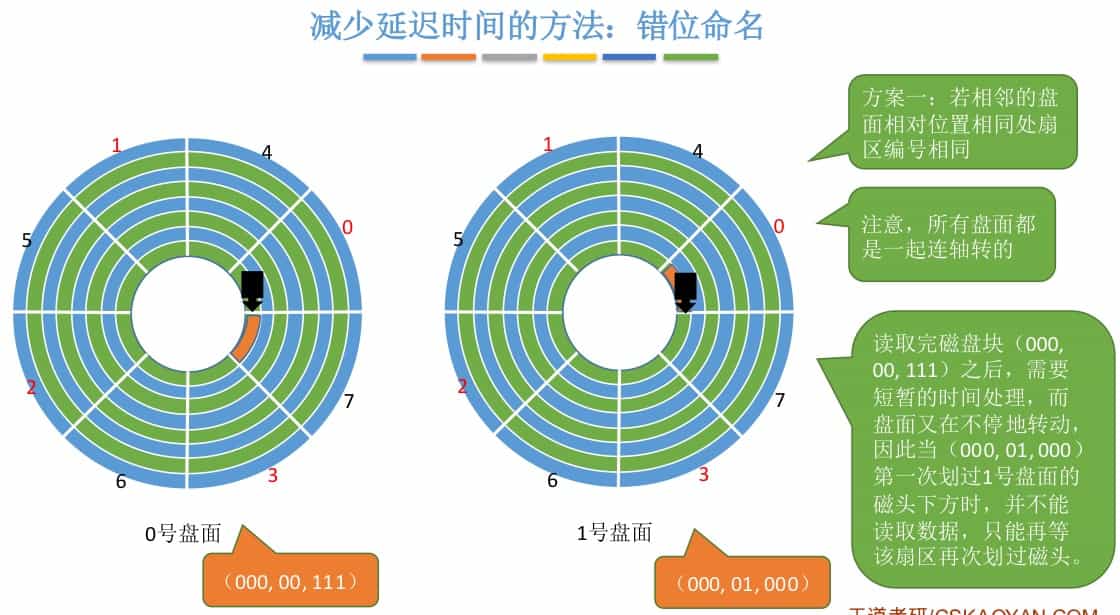 减少延迟时间的方法：错位命名
方案一：若相邻的盘
面相对位置相同处扇
区编号相同
注意，所有盘面都
是一起连轴转的
1
4
0
5
7
2
6
3
1
4
0
5
7
2
6
3
读取完磁盘块（000,
00, 111）之后，需要
短暂的时间处理，而
盘面又在不停地转动，
因此当（000, 01, 000）
第一次划过1号盘面的
磁头下方时，并不能
读取数据，只能再等
该扇区再次划过磁头。
0号盘面
（000, 00, 111）
1号盘面
（000, 01, 000）
王道考研/CSKAOYAN.COM